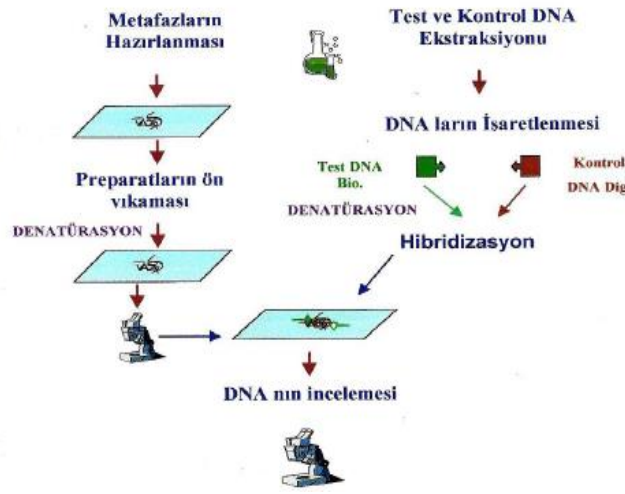 Metafazların
Hazırlanması
Preparatların ön
vıkaması
DENATÜRASYON
Test ve Kontrol DNA
Ekstraksiyonu
DNA ların İşaretlenmesi
Test DNA
Bio.
Kontrol
DNA Dig
DENATÜRASYON
Hibridizasyon
DNA nın incelemesi